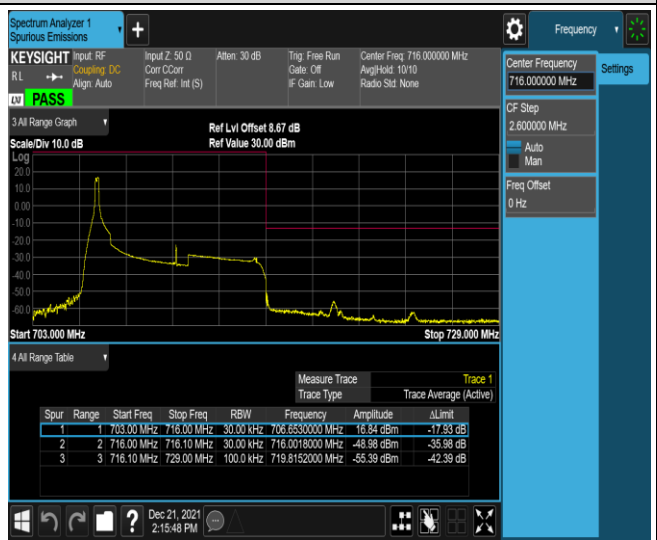 Spectrum Analyzer 1
Spurious Emissions
+
Frequency
KEYSIGHT Input: RF Input Z: 50 Ω Atten: 30 dB Trig: Free Run Center Freq: 716.000000 MHz
RL Coupling: DC Corr CCorr Gate: Off Avg|Hold: 10/10
Align: Auto Freq Ref: Int (S) IF Gain: Low Radio Std: None
LXI PASS
Center Frequency
716.000000 MHz
Settings
CF Step
2.600000 MHz
Auto
Man
Freq Offset
0 Hz
3 All Range Graph
Ref Lvl Offset 8.67 dB
Scale/Div 10.0 dB Ref Value 30.00 dBm
Log
20.0
10.0
0.00
-10.0
-20.0
-30.0
-40.0
-50.0
-60.0
Start 703.000 MHz Stop 729.000 MHz
4 All Range Table
Measure Trace Trace 1
Trace Type Trace Average (Active)
Spur Range Start Freq Stop Freq RBW Frequency Amplitude ΔLimit
1 1 703.00 MHz 716.00 MHz 30.00 kHz 706.6530000 MHz 16.84 dBm -17.93 dB
2 2 716.00 MHz 716.10 MHz 30.00 kHz 716.0018000 MHz -48.98 dBm -35.98 dB
3 3 716.10 MHz 729.00 MHz 100.0 kHz 719.8152000 MHz -55.39 dBm -42.39 dB
?
Dec 21, 2021
2:15:48 PM